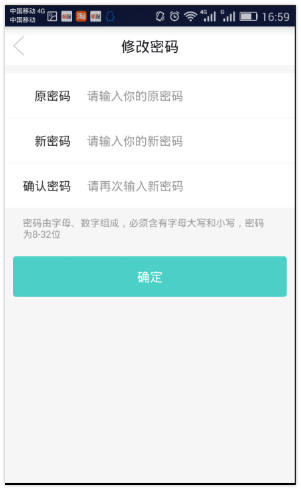 中国移动 4G
中国移动
4G G 16:59
修改密码
原密码 请输入你的原密码
新密码 请输入你的新密码
确认密码 请再次输入新密码
密码由字母、数字组成，必须含有字母大写和小写，密码
为8-32位
确定